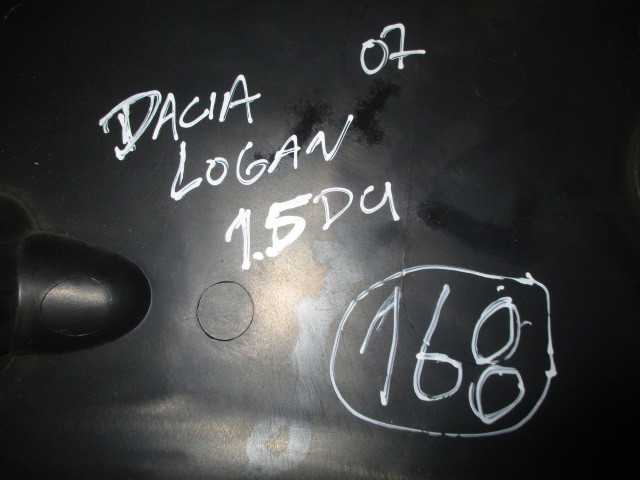 07
DACIA
LOGAN
1.5DCI
168